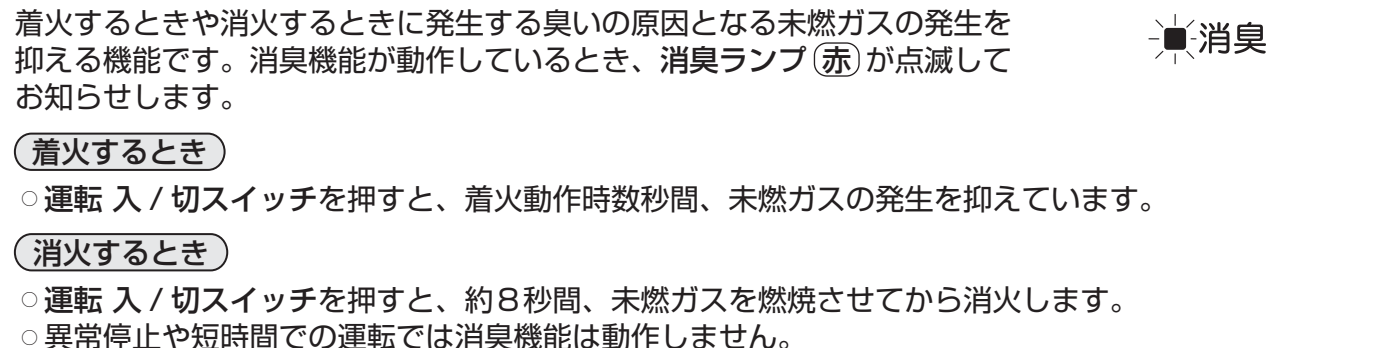 着火するときや消火するときに発生する臭いの原因となる未燃ガスの発生を
抑える機能です。消臭機能が動作しているとき、消臭ランプ(赤)が点滅して
お知らせします。
消臭
着火するとき
○運転 入/切スイッチを押すと、着火動作時数秒間、未燃ガスの発生を抑えています。
消火するとき
○運転 入/切スイッチを押すと、約8秒間、未燃ガスを燃焼させてから消火します。
○異常停止や短時間での運転では消臭機能は動作しません。